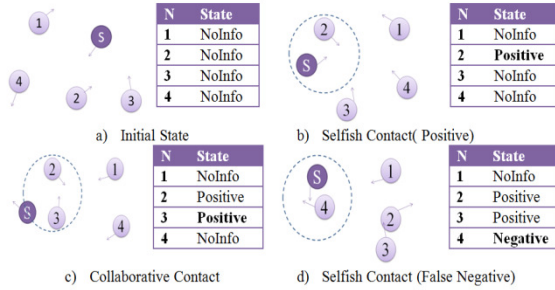 1
S
4
2
3
N State
1 NoInfo
2 NoInfo
3 NoInfo
4 NoInfo
a) Initial State
2
1
S
4
3
N State
1 NoInfo
2 Positive
3 NoInfo
4 NoInfo
b) Selfish Contact( Positive)
2
1
S
3
4
N State
1 NoInfo
2 Positive
3 Positive
4 NoInfo
c) Collaborative Contact
S
1
4
2
3
N State
1 NoInfo
2 Positive
3 Positive
4 Negative
d) Selfish Contact (False Negative)